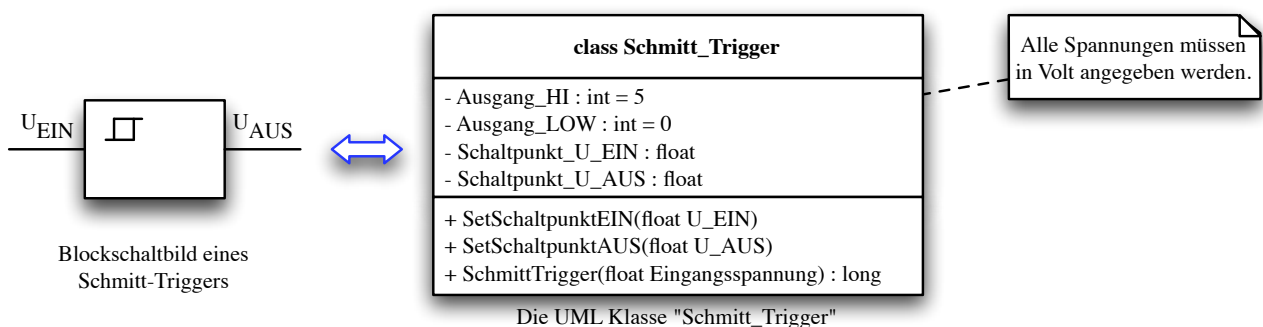 U_EIN
U_AUS
Blockschaltbild eines
Schmitt-Triggers
class Schmitt_Trigger
- Ausgang_HI : int = 5
- Ausgang_LOW : int = 0
- Schaltpunkt_U_EIN : float
- Schaltpunkt_U_AUS : float
+ SetSchaltpunktEIN(float U_EIN)
+ SetSchaltpunktAUS(float U_AUS)
+ SchmittTrigger(float Eingangsspannung) : long
Die UML Klasse "Schmitt_Trigger"
Alle Spannungen müssen
in Volt angegeben werden.